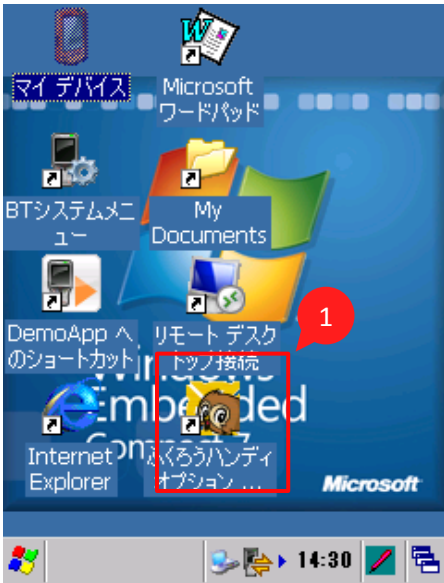 マイ デバイス
Microsoft
ワードパッド
BTシステムメニ
ュー
My
Documents
DemoApp へ
のショートカット
リモート デスク
トップ接続
1
Internet
Explorer
ふくろうハンディ
オプション ...
Windows
Embedded
Compact 7
Microsoft
14:30